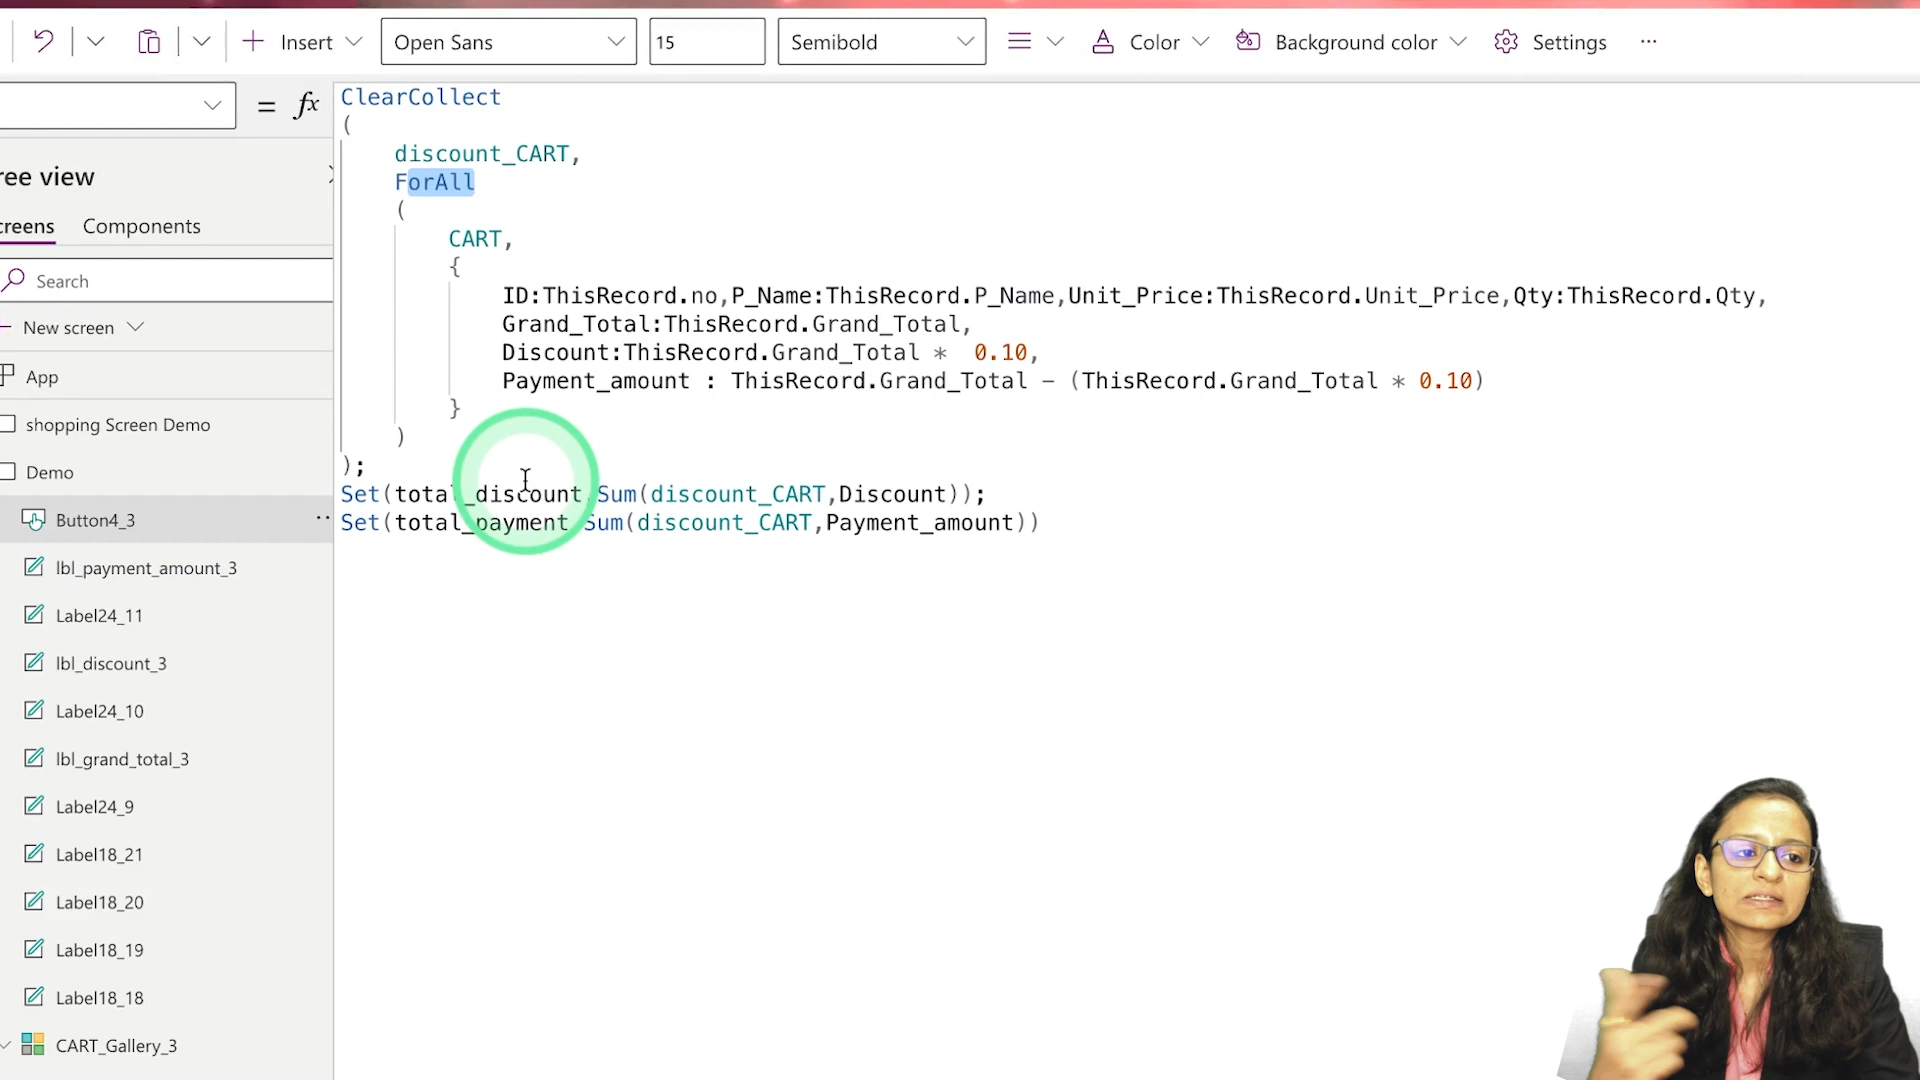 Insert
Open Sans
15
Semibold
Color
Background color
Settings
...
= fx
ree view
creens
Components
Search
New screen
App
shopping Screen Demo
Demo
Button4_3
lbl_payment_amount_3
Label24_11
lbl_discount_3
Label24_10
lbl_grand_total_3
Label24_9
Label18_21
Label18_20
Label18_19
Label18_18
CART_Gallery_3
ClearCollect
(
discount_CART,
ForAll
(
CART,
{
ID:ThisRecord.no,P_Name:ThisRecord.P_Name,Unit_Price:ThisRecord.Unit_Price,Qty:ThisRecord.Qty,
Grand_Total:ThisRecord.Grand_Total,
Discount:ThisRecord.Grand_Total * 0.10,
Payment_amount : ThisRecord.Grand_Total - (ThisRecord.Grand_Total * 0.10)
}
)
);
Set(total_discount,Sum(discount_CART,Discount));
Set(total_payment,Sum(discount_CART,Payment_amount))